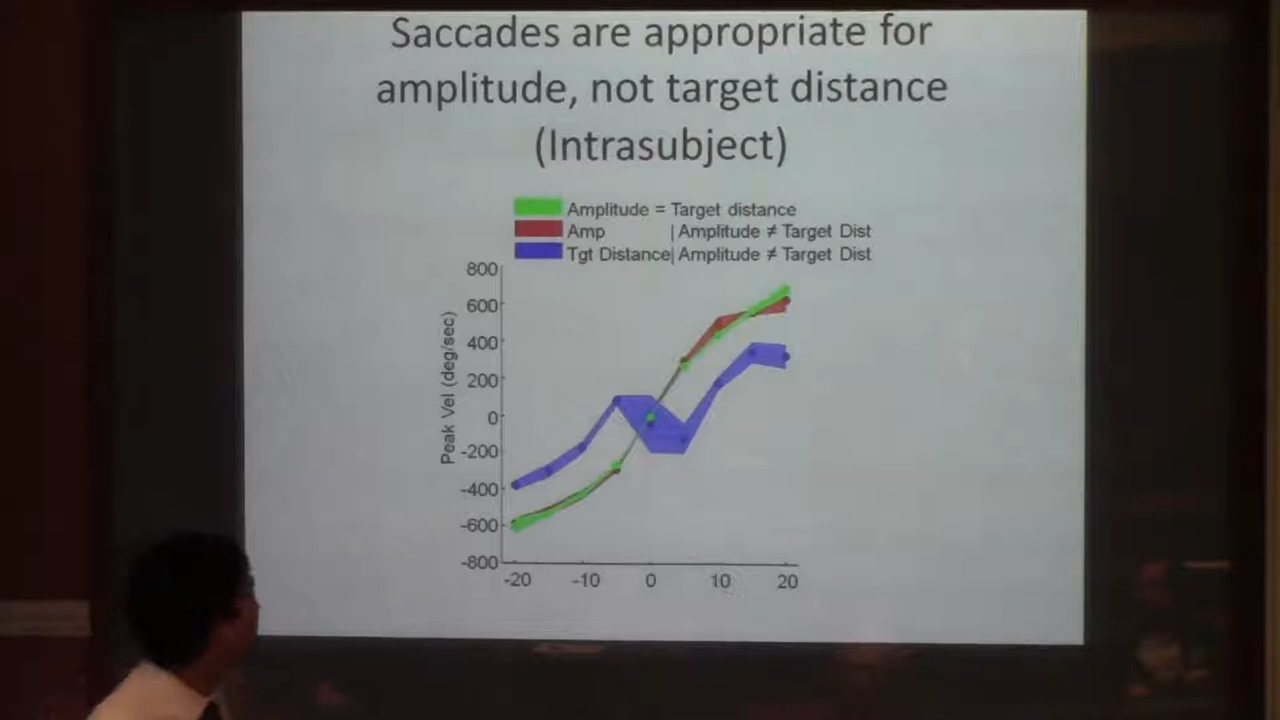 Saccades are appropriate for
amplitude, not target distance
(Intrasubject)
Amplitude = Target distance
Amp | Amplitude ≠ Target Dist
Tgt Distance| Amplitude ≠ Target Dist
Peak Vel (deg/sec)
800
600
400
200
0
-200
-400
-600
-800
-20 -10 0 10 20